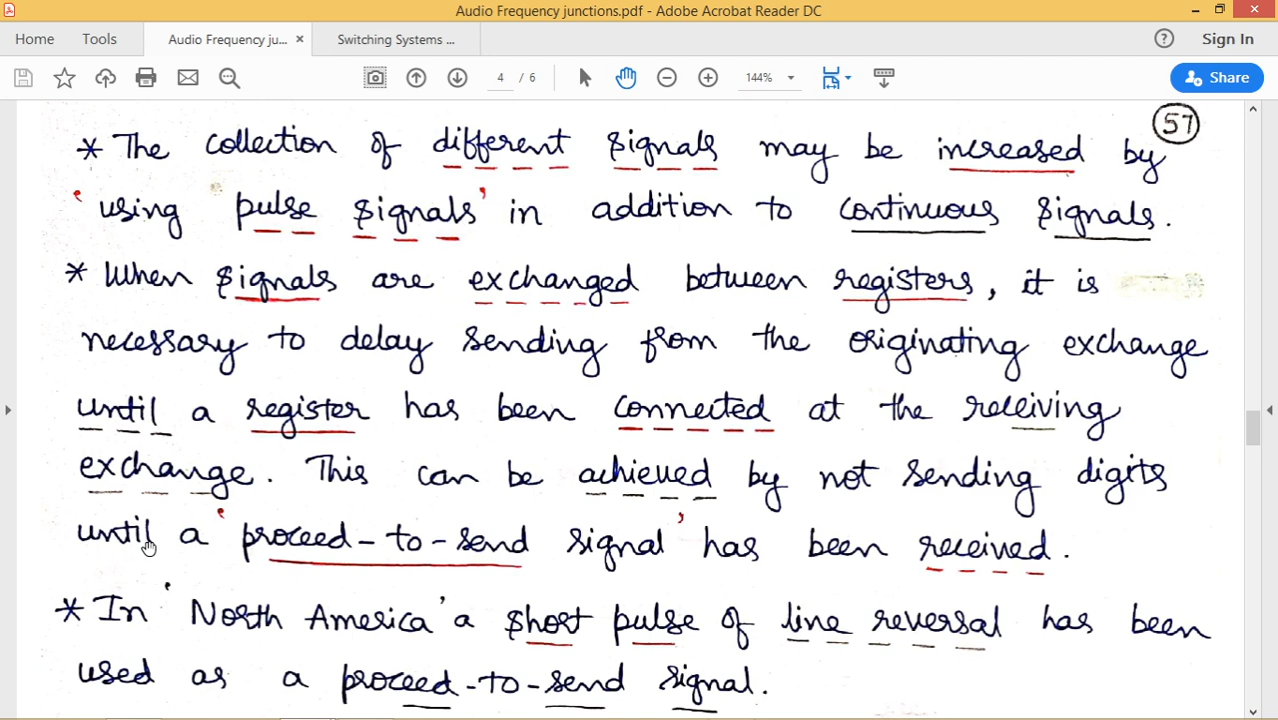 Audio Frequency junctions.pdf - Adobe Acrobat Reader DC
Home Tools Audio Frequency ju... × Switching Systems ... Sign In
4 / 6 144% Share
57
* The collection of different signals may be increased by
'using pulse signals' in addition to continuous signals.
* When signals are exchanged between registers, it is
necessary to delay sending from the originating exchange
until a register has been connected at the receiving
exchange. This can be achieved by not sending digits
until a 'proceed-to-send signal' has been received.
* In 'North America' a short pulse of line reversal has been
used as a proceed-to-send signal.